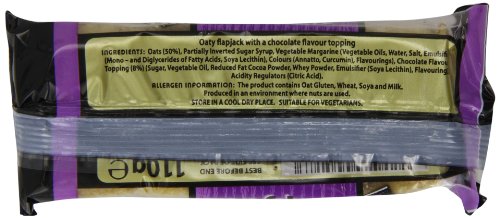 Oaty flapjack with a chocolate flavour topping
INGREDIENTS: Oats (50%), Partially Inverted Sugar Syrup, Vegetable Margarine (Vegetable Oils, Water, Salt, Emulsifier
(Mono – and Diglycerides of Fatty Acids, Soya Lecithin), Colours (Annatto, Curcumin), Flavourings), Chocolate Flavour
Topping (8%) (Sugar, Vegetable Oil, Reduced Fat Cocoa Powder, Whey Powder, Emulsifier (Soya Lecithin), Flavouring),
Acidity Regulators (Citric Acid).
ALLERGEN INFORMATION: The product contains Oat Gluten, Wheat, Soya and Milk.
Produced in an environment where nuts are used.
STORE IN A COOL DRY PLACE. SUITABLE FOR VEGETARIANS.
110g e
BEST BEFORE END